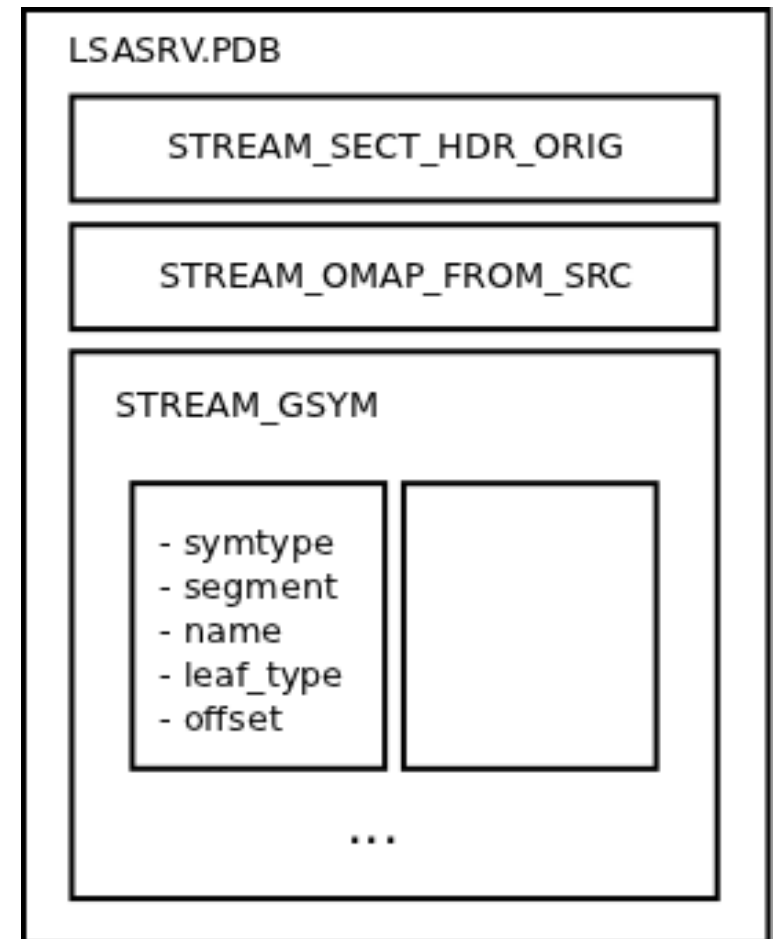 LSASRV.PDB
STREAM_SECT_HDR_ORIG
STREAM_OMAP_FROM_SRC
STREAM_GSYM
- symtype
- segment
- name
- leaf_type
- offset
...